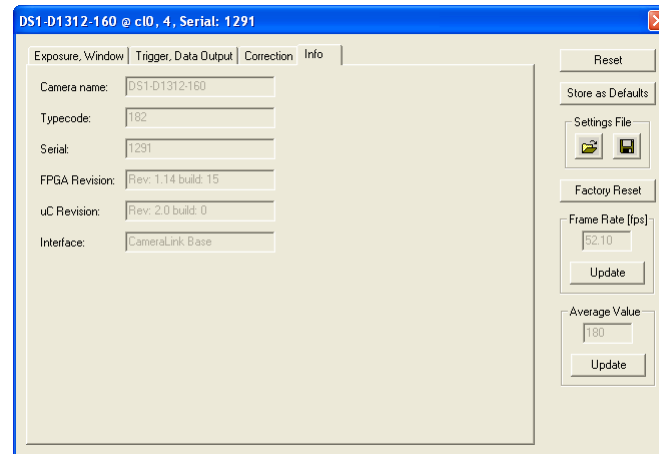 DS1-D1312-160 @ cl0, 4, Serial: 1291
Exposure, Window Trigger, Data Output Correction Info
Camera name: DS1-D1312-160
Typecode: 182
Serial: 1291
FPGA Revision: Rev: 1.14 build: 15
uC Revision: Rev: 2.0 build: 0
Interface: CameraLink Base
Reset
Store as Defaults
Settings File
Factory Reset
Frame Rate [fps]
52.10
Update
Average Value
180
Update